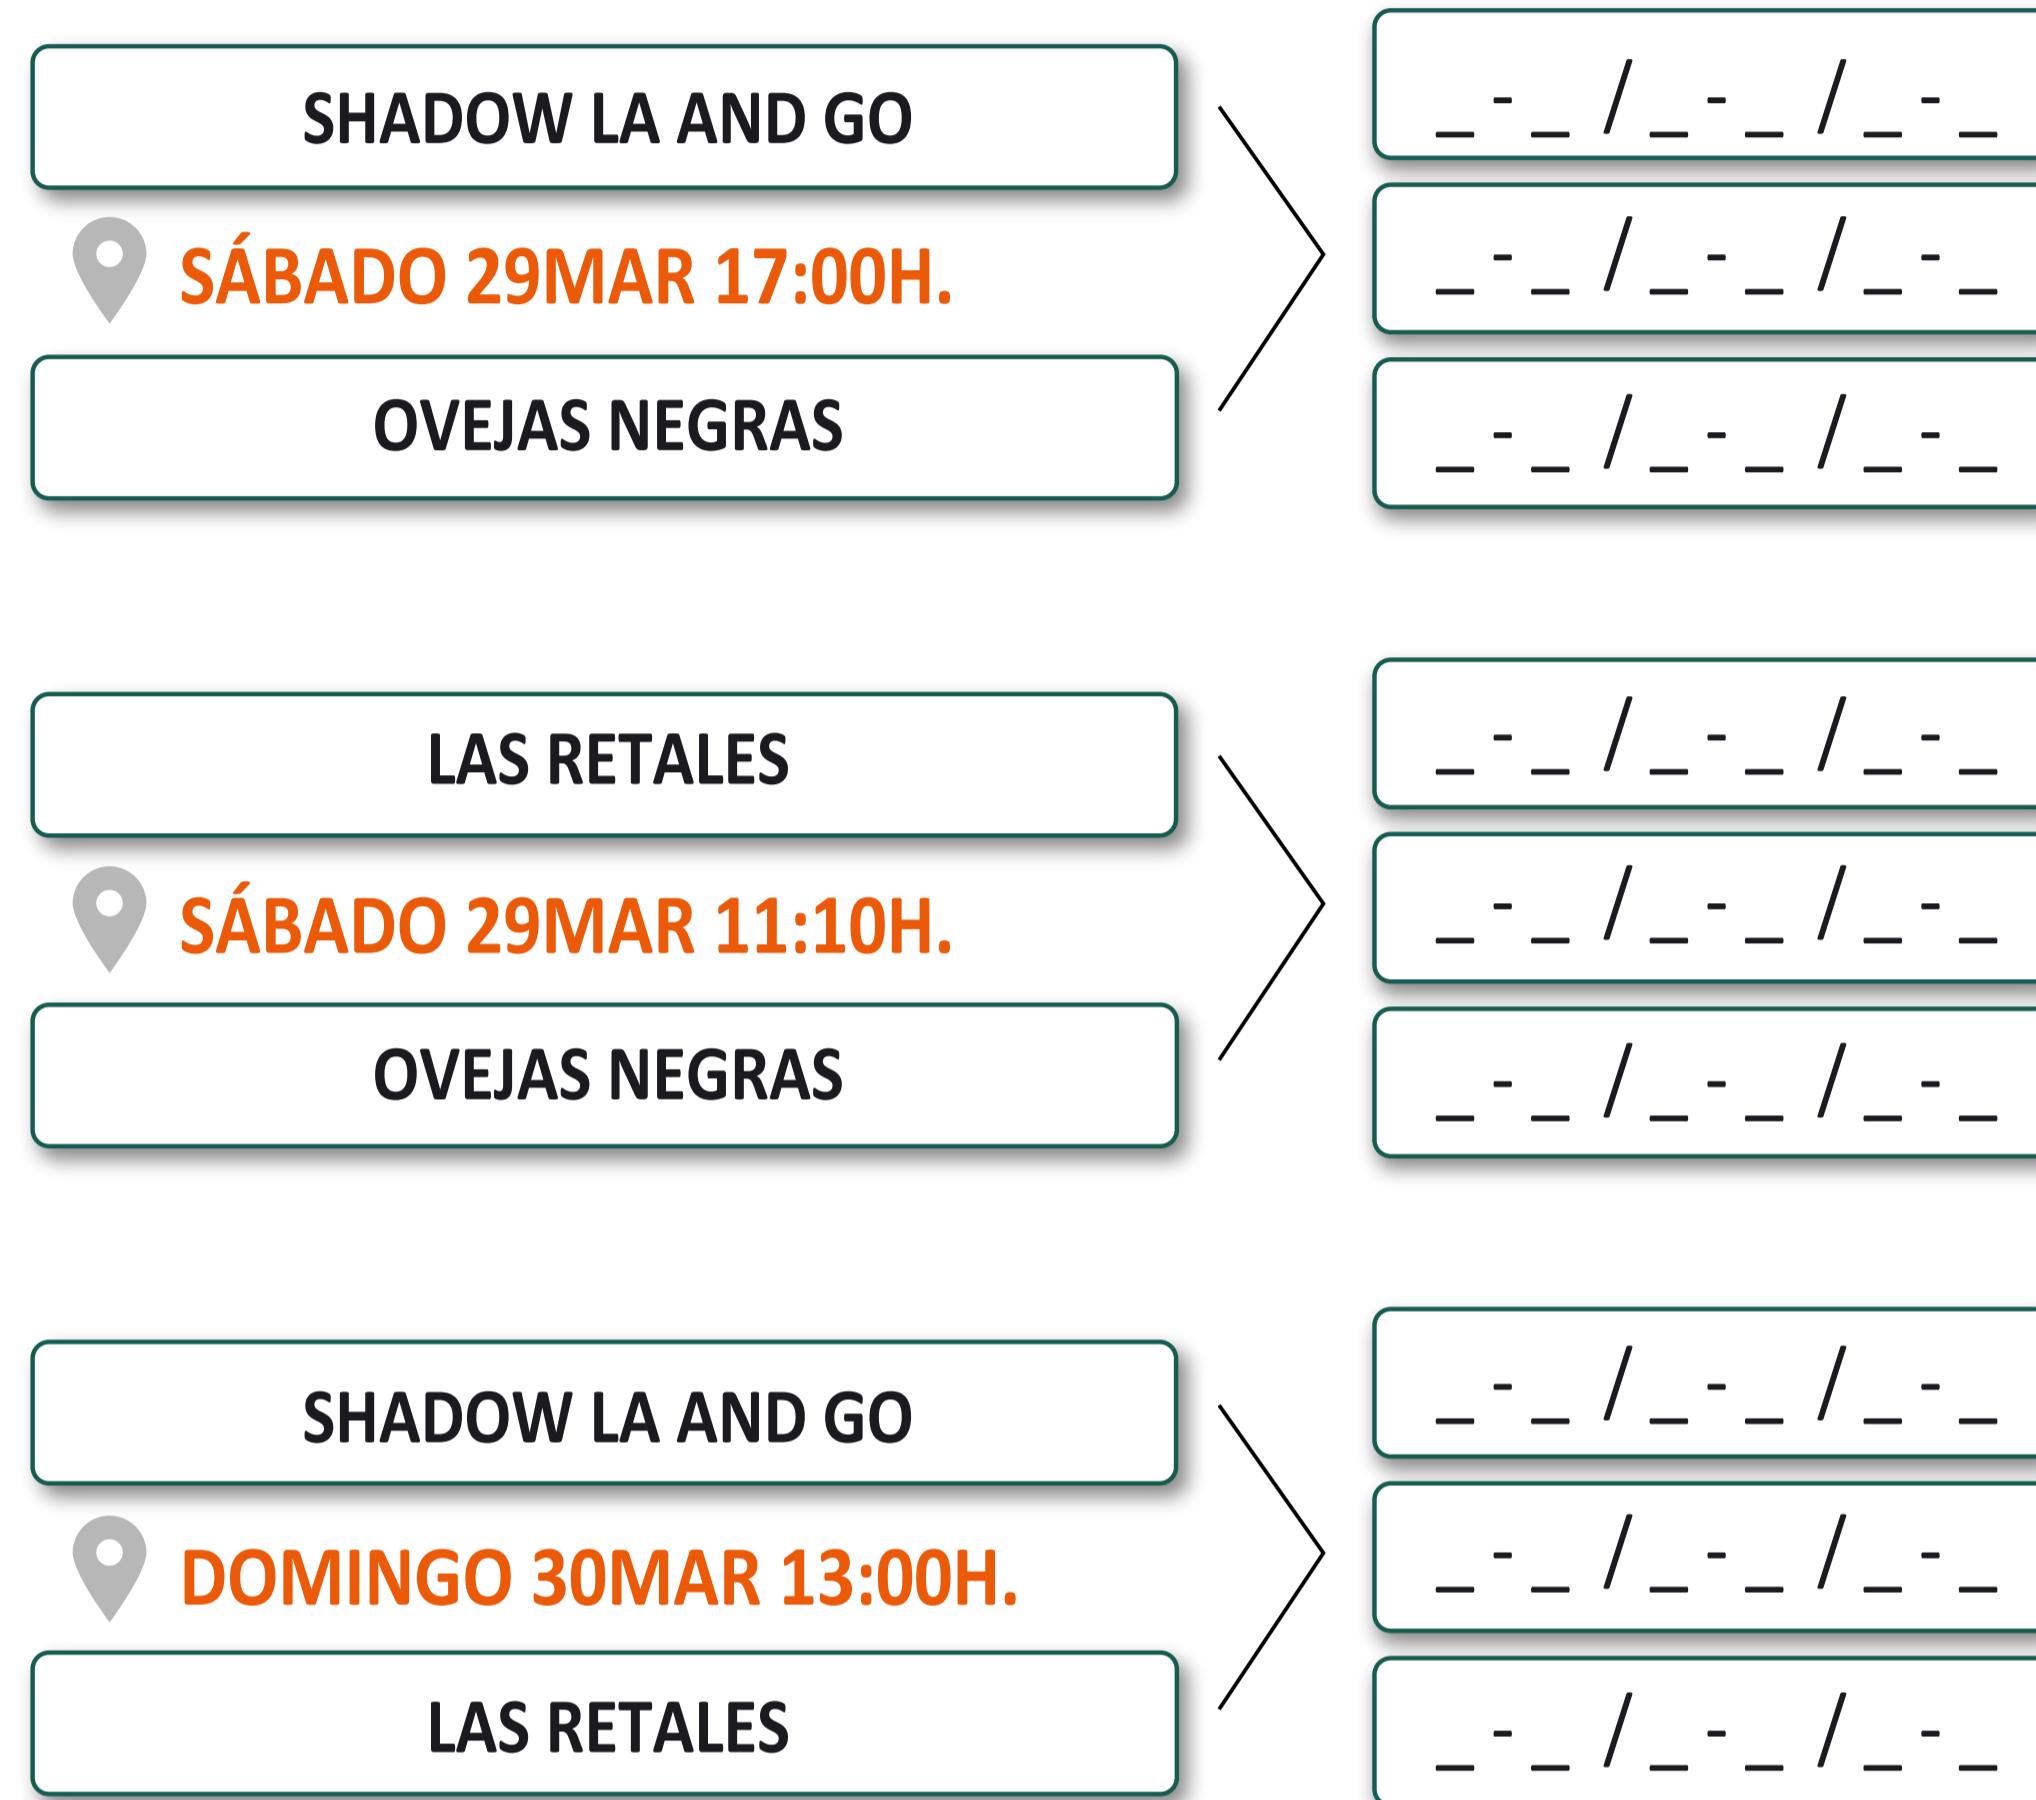 SHADOW LA AND GO
_ - _ / _ - _ / _ - _
SÁBADO 29MAR 17:00H.
_ - _ / _ - _ / _ - _
OVEJAS NEGRAS
_ - _ / _ - _ / _ - _
LAS RETALES
_ - _ / _ - _ / _ - _
SÁBADO 29MAR 11:10H.
_ - _ / _ - _ / _ - _
OVEJAS NEGRAS
_ - _ / _ - _ / _ - _
SHADOW LA AND GO
_ - _ / _ - _ / _ - _
DOMINGO 30MAR 13:00H.
_ - _ / _ - _ / _ - _
LAS RETALES
_ - _ / _ - _ / _ - _